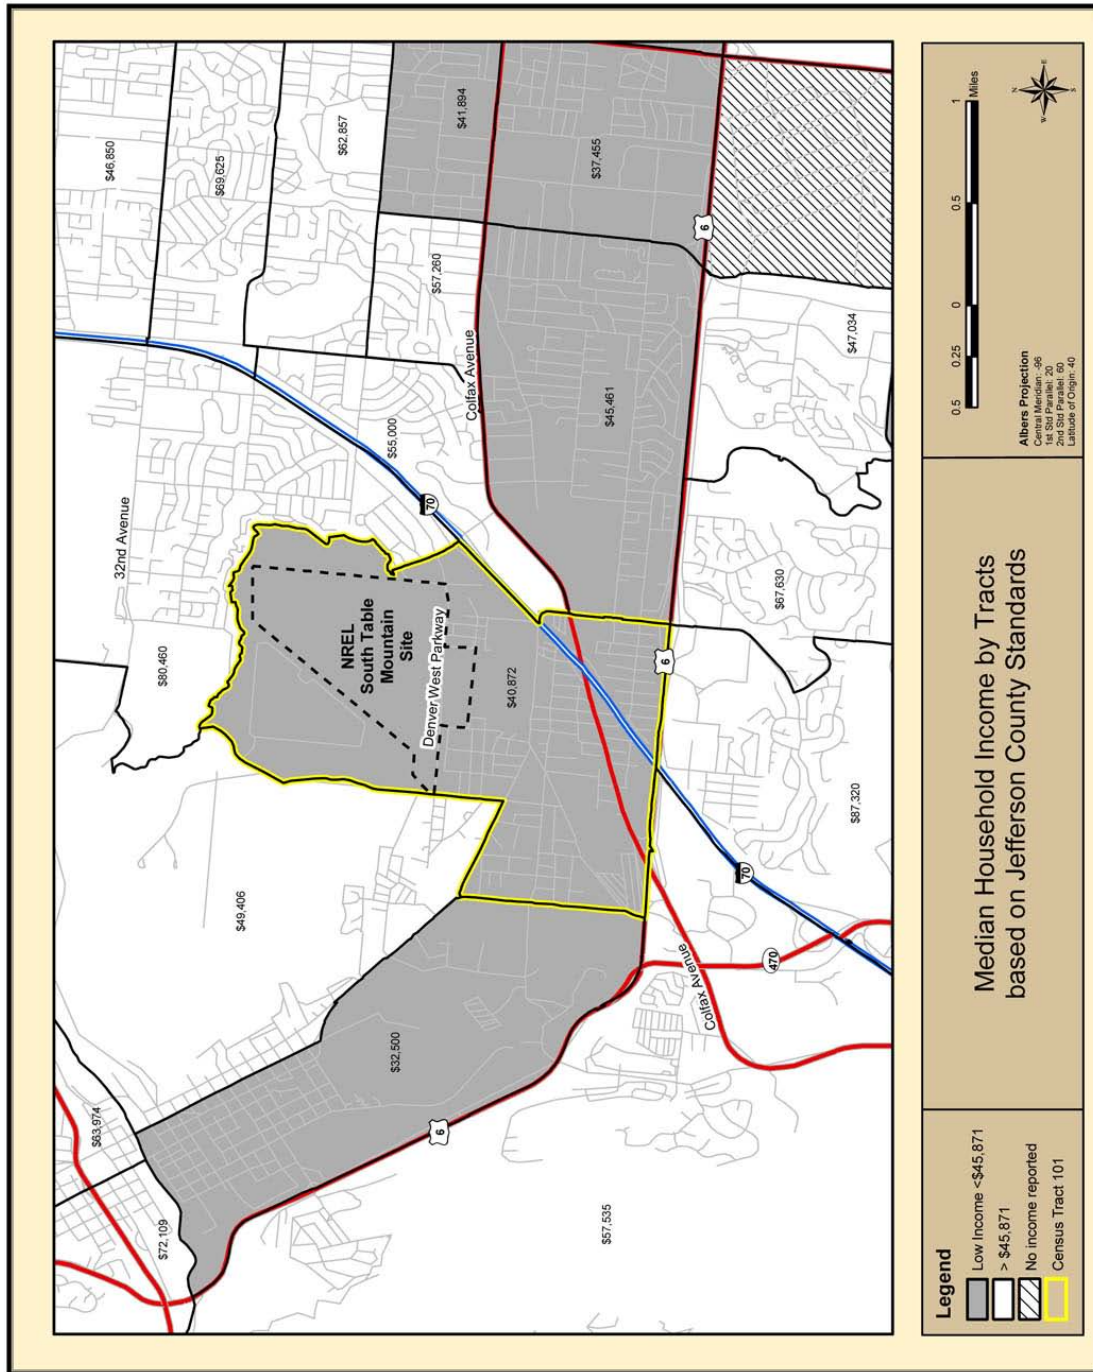 $46,850
$69,625
$62,857
$41,894
$37,455
$57,260
32nd Avenue
$55,000
Colfax Avenue
$45,461
6
$47,034
70
$80,460
NREL
South Table
Mountain
Site
Denver West Parkway
$40,872
6
$67,630
$49,406
70
$87,320
$32,500
Colfax Avenue
470
$63,974
6
$72,109
$57,535
Legend
Low Income <$45,871
> $45,871
No income reported
Census Tract 101
Median Household Income by Tracts
based on Jefferson County Standards
0.5 0.25 0 0.5 1
Miles
Albers Projection
Central Meridian: -96
1st Std Parallel: 20
2nd Std Parallel: 60
Latitude of Origin: 40
N
W
E
S